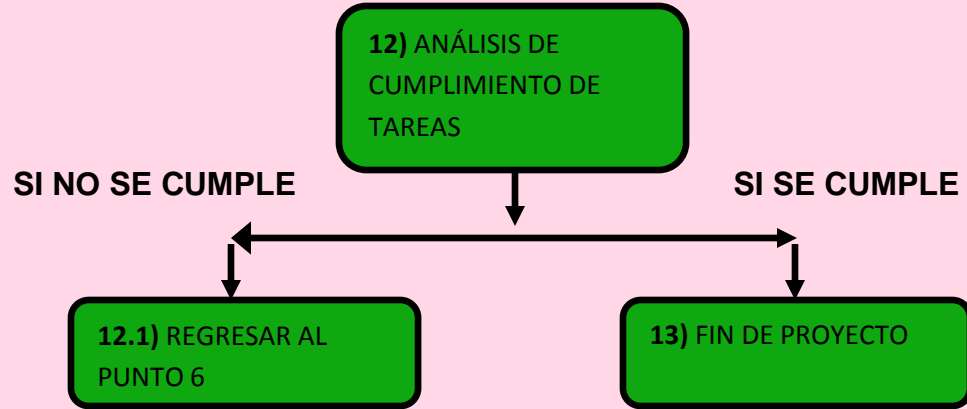 12) ANÁLISIS DE
CUMPLIMIENTO DE
TAREAS
SI NO SE CUMPLE
SI SE CUMPLE
12.1) REGRESAR AL
PUNTO 6
13) FIN DE PROYECTO